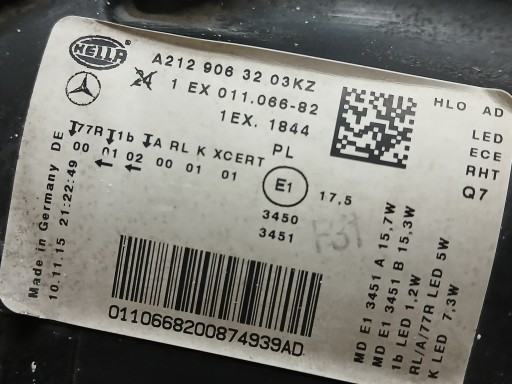 HELLA
A212 906 32 03KZ
1 EX 011.066-82
1EX. 1844
PL
HLO AD
LED
ECE
RHT
Q7
77R 1b A RL K XCERT
00 01 02 00 01 01
E1
17,5
3450
3451
F31
Made in Germany DE
10.11.15 21:22:49
0110668200874939AD
MD E1 3451 A 15,7W
MD E1 3451 B 15,3W
1b LED 1,2W
RL/A/77R LED 5W
K LED 7,3W